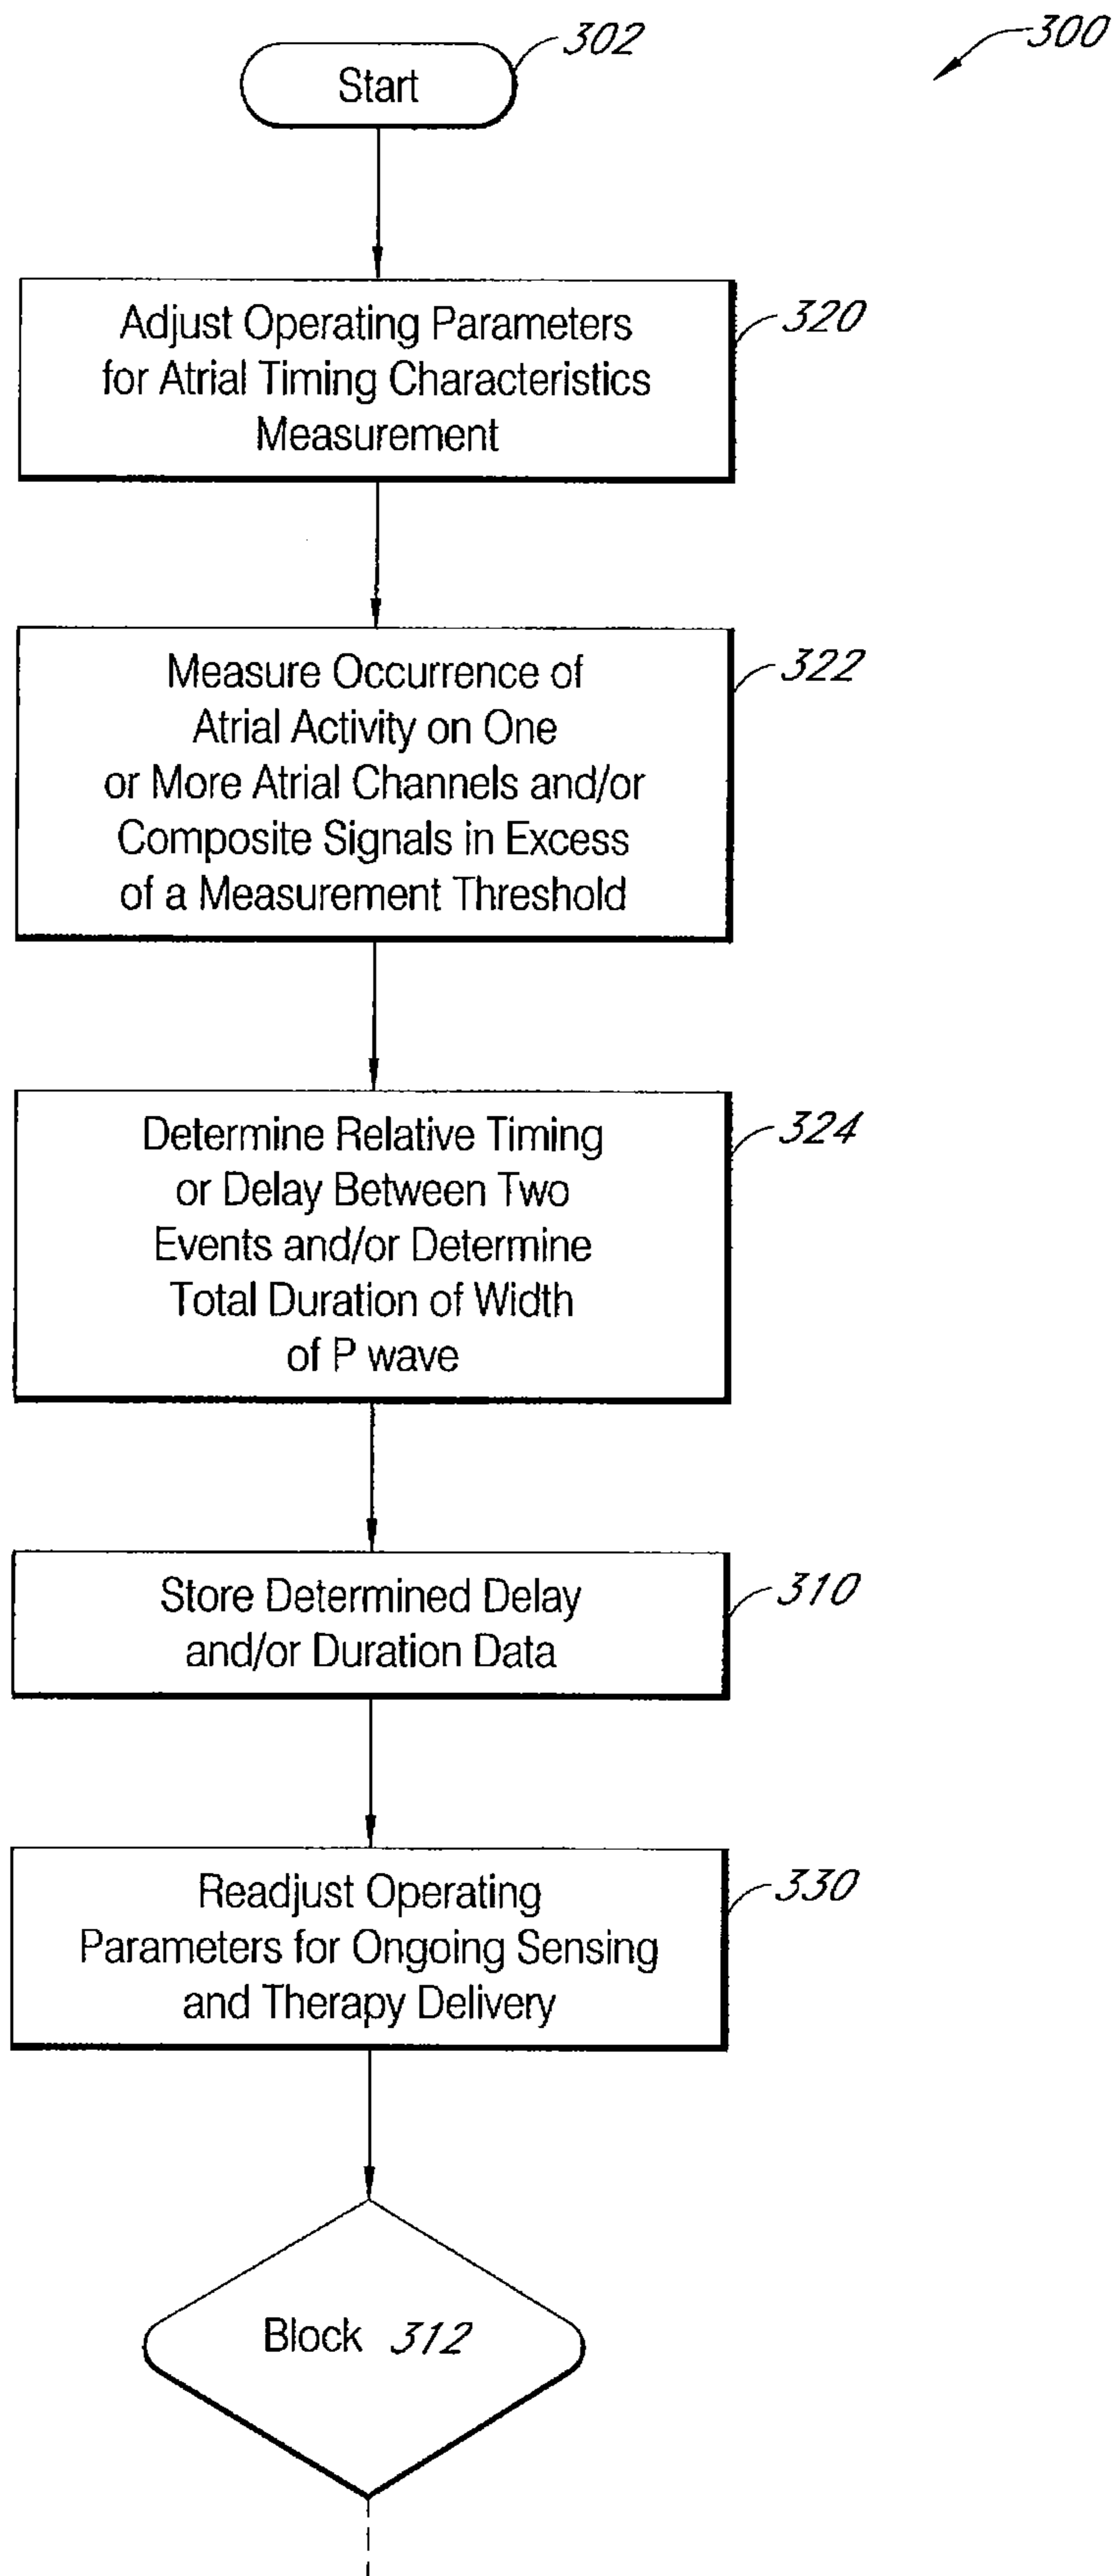 302
300
Start
320
Adjust Operating Parameters
for Atrial Timing Characteristics
Measurement
322
Measure Occurrence of
Atrial Activity on One
or More Atrial Channels and/or
Composite Signals in Excess
of a Measurement Threshold
324
Determine Relative Timing
or Delay Between Two
Events and/or Determine
Total Duration of Width
of P wave
310
Store Determined Delay
and/or Duration Data
330
Readjust Operating
Parameters for Ongoing Sensing
and Therapy Delivery
Block 312